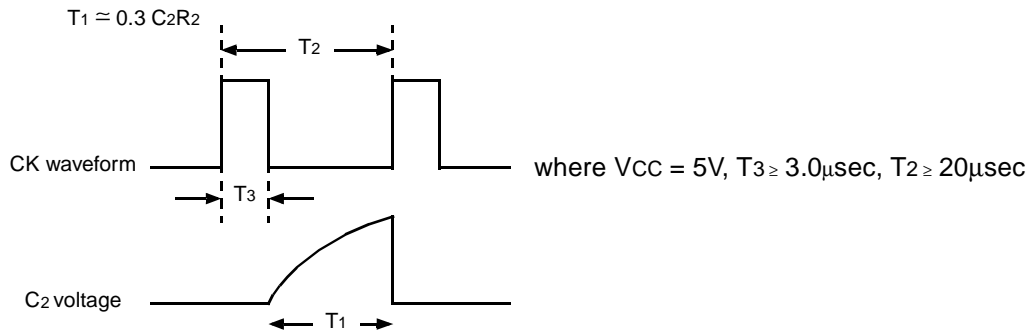 T1 ≃ 0.3 C2R2
T2
CK waveform
where VCC = 5V, T3 ≥ 3.0μsec, T2 ≥ 20μsec
T3
C2 voltage
T1